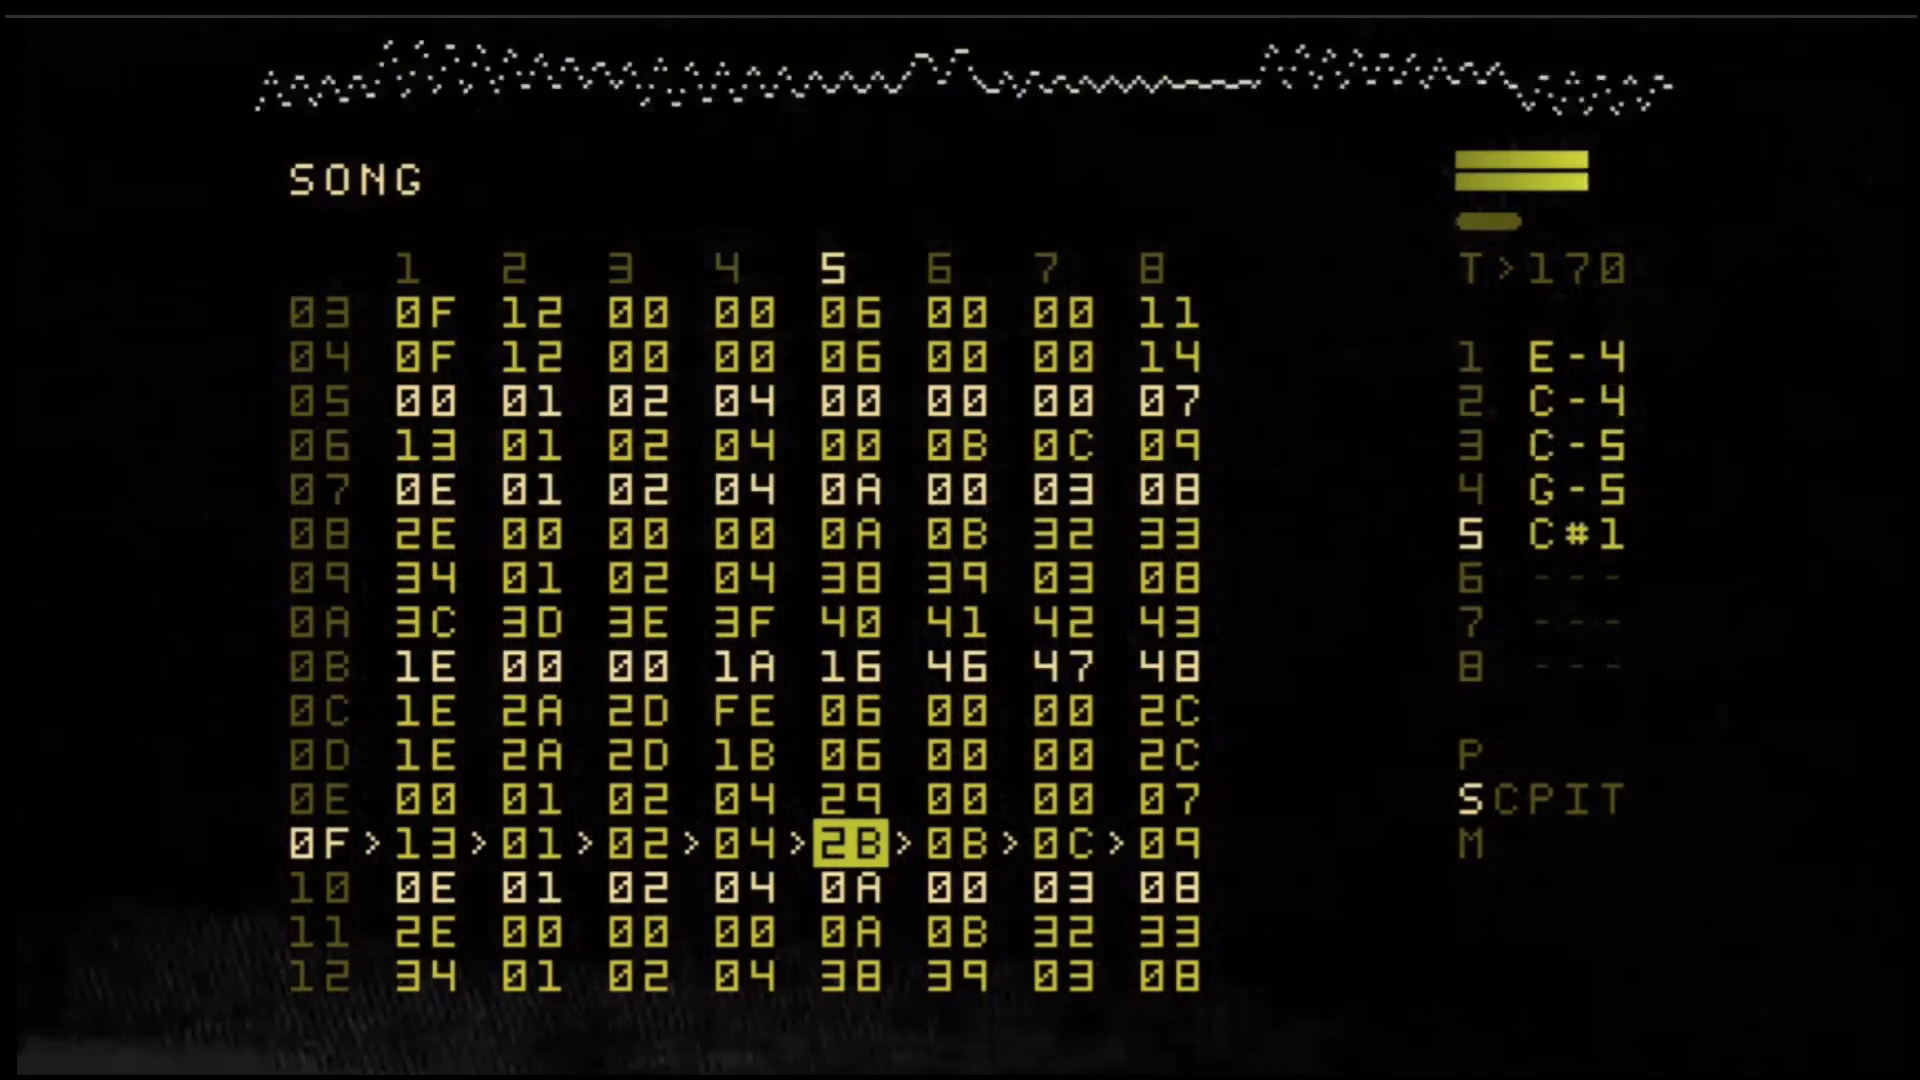 SONG
1 2 3 4 5 6 7 8 T>170
03 0F 12 00 00 06 00 00 11
04 0F 12 00 00 06 00 00 14 1 E-4
05 00 01 02 04 00 00 00 07 2 C-4
06 13 01 02 04 00 0B 0C 09 3 C-5
07 0E 01 02 04 0A 00 03 08 4 G-5
08 2E 00 00 00 0A 0B 32 33 5 C#1
09 34 01 02 04 38 39 03 08 6 ---
0A 3C 3D 3E 3F 40 41 42 43 7 ---
0B 1E 00 00 1A 16 46 47 48 8 ---
0C 1E 2A 2D FE 06 00 00 2C
0D 1E 2A 2D 1B 06 00 00 2C P
0E 00 01 02 04 29 00 00 07 SCPIT
0F>13>01>02>04>2B>0B>0C>09 M
10 0E 01 02 04 0A 00 03 08
11 2E 00 00 00 0A 0B 32 33
12 34 01 02 04 38 39 03 08